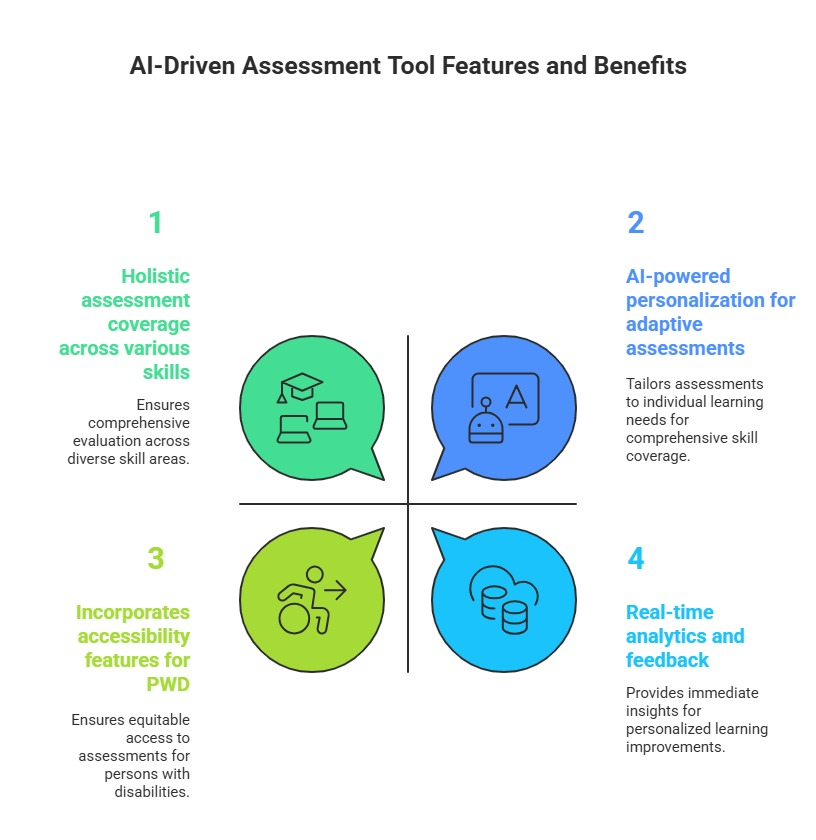 AI-Driven Assessment Tool Features and Benefits
1
Holistic
assessment
coverage
across various
skills
Ensures
comprehensive
evaluation across
diverse skill areas.
2
AI-powered
personalization for
adaptive
assessments
Tailors assessments
to individual learning
needs for
comprehensive skill
coverage.
A
3
Incorporates
accessibility
features for
PWD
Ensures equitable
access to
assessments for
persons with
disabilities.
4
Real-time
analytics and
feedback
Provides immediate
insights for
personalized learning
improvements.